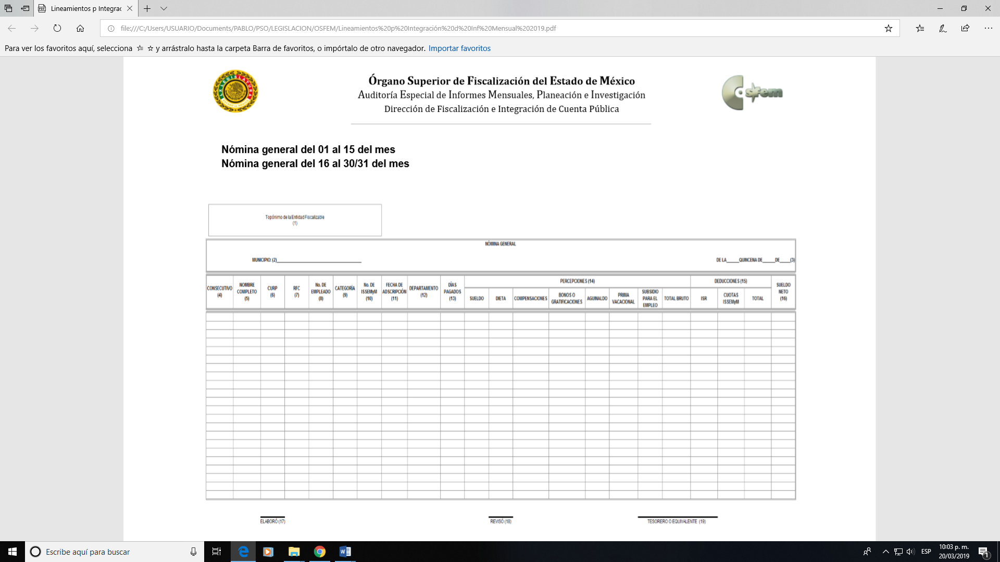 Lineamientos p Integrac
file:///C:/Users/USUARIO/Documents/PABLO/PSO/LEGISLACION/OSFEM/Lineamientos%20p%20Integración%20d%20Inf%20Mensual%202019.pdf
Para ver los favoritos aquí, selecciona y arrástralo hasta la carpeta Barra de favoritos, o impórtalo de otro navegador. Importar favoritos
LX LEGISLATURA
Órgano Superior de Fiscalización del Estado de México
Auditoría Especial de Informes Mensuales, Planeación e Investigación
Dirección de Fiscalización e Integración de Cuenta Pública
osfem
Nómina general del 01 al 15 del mes
Nómina general del 16 al 30/31 del mes
Topónimo de la Entidad Fiscalizable
(1)
NÓMINA GENERAL
MUNICIPIO: (2)
DE LA_____QUINCENA DE_____DE____(3)
CONSECUTIVO (4)
NOMBRE COMPLETO (5)
CURP (6)
RFC (7)
No. DE EMPLEADO (8)
CATEGORÍA (9)
No. DE ISSEMyM (10)
FECHA DE ADSCRIPCIÓN (11)
DEPARTAMENTO (12)
DÍAS PAGADOS (13)
PERCEPCIONES (14)
SUELDO
DIETA
COMPENSACIONES
BONOS O GRATIFICACIONES
AGUINALDO
PRIMA VACACIONAL
SUBSIDIO PARA EL EMPLEO
TOTAL BRUTO
DEDUCCIONES (15)
ISR
CUOTAS ISSEMyM
TOTAL
SUELDO NETO (16)
ELABORÓ (17)
REVISÓ (18)
TESORERO O EQUIVALENTE (19)
Escribe aquí para buscar
ESP
10:03 p. m.
20/03/2019
1